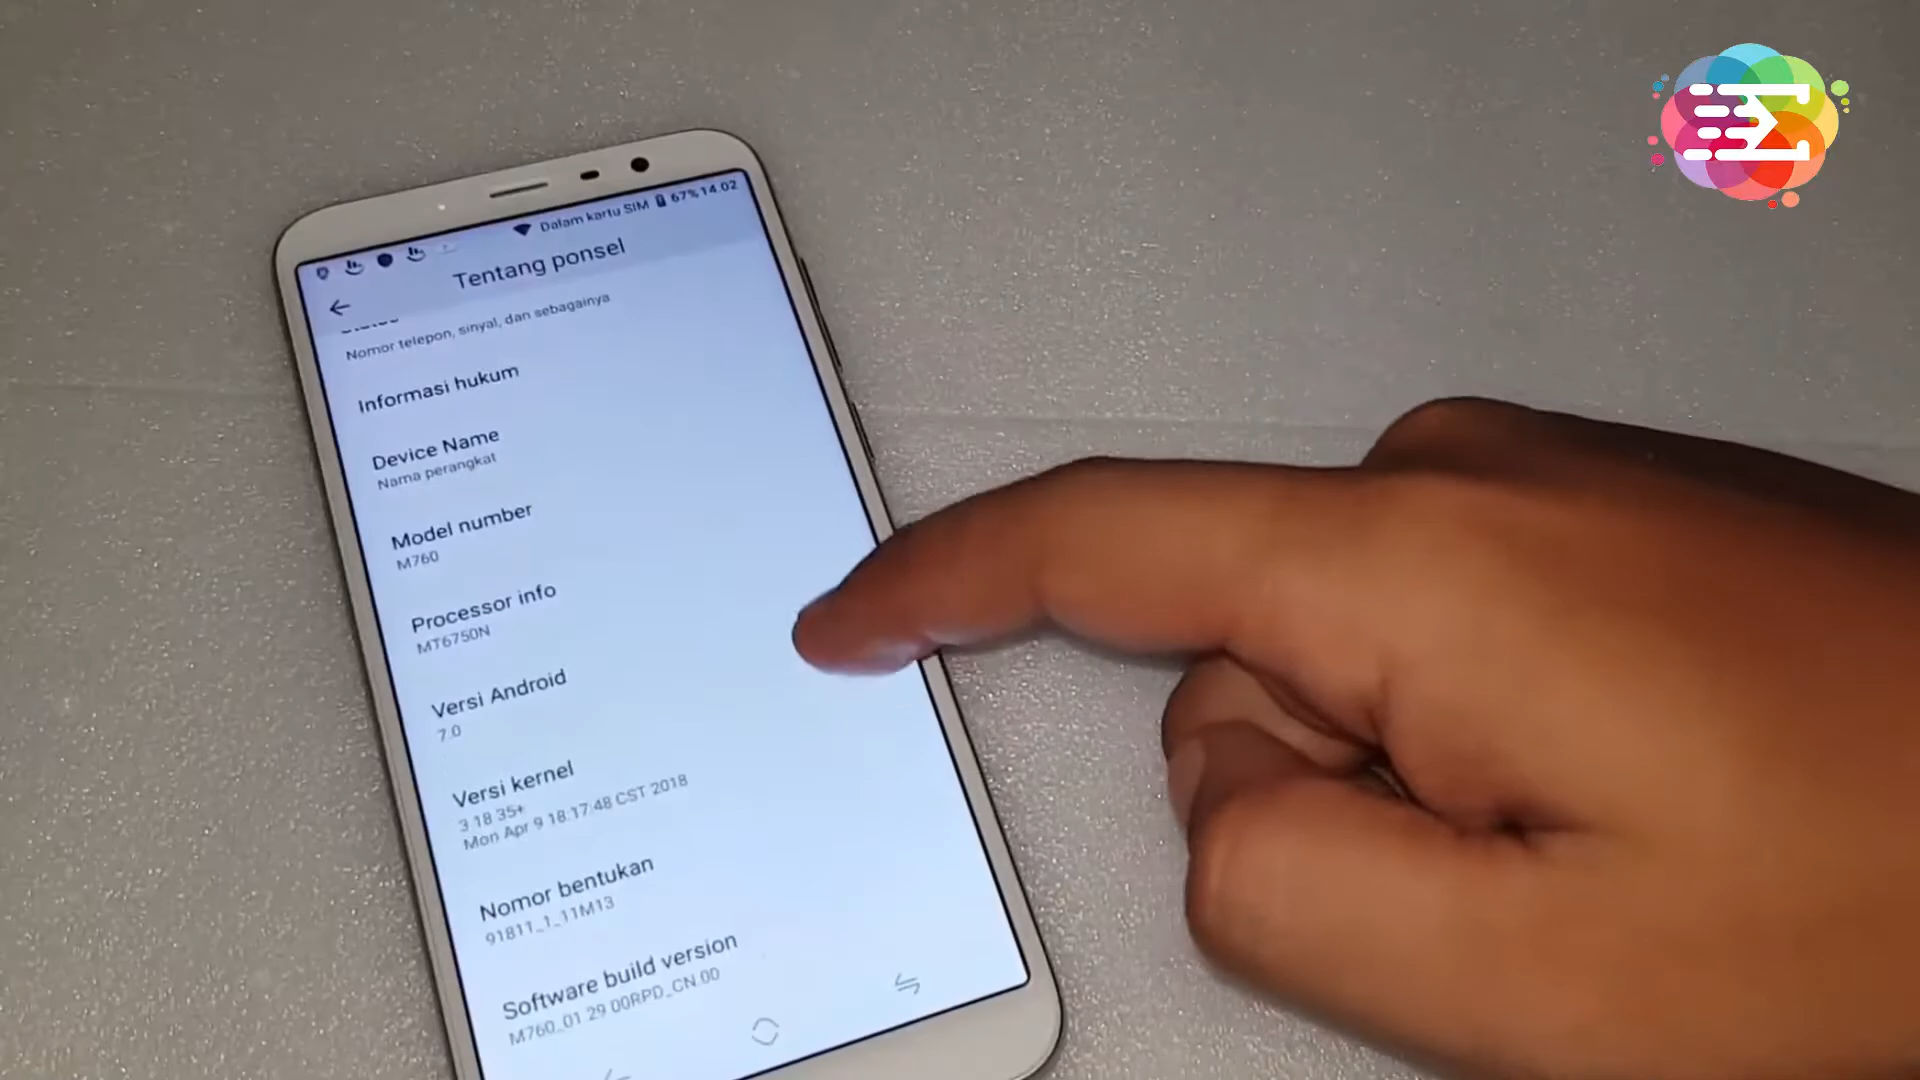 Dalam kartu SIM 67% 14.02
Tentang ponsel
Nomor telepon, sinyal, dan sebagainya
Informasi hukum
Device Name
Nama perangkat
Model number
M760
Processor info
MT6750N
Versi Android
7.0
Versi kernel
3.18.35+
Mon Apr 9 18:17:48 CST 2018
Nomor bentukan
91811_1_11M13
Software build version
M760_01.29.00RPD_CN.00